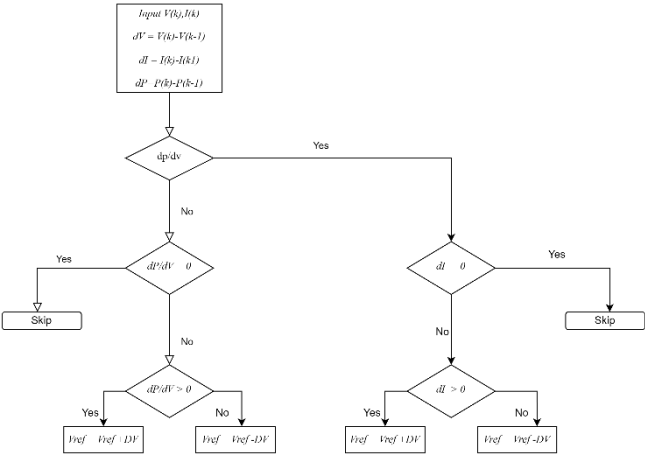 Input V(k),I(k)
dV = V(k)-V(k-1)
dI = I(k)-I(k1)
dP P(k)-P(k-1)
dp/dv
Yes
No
dP/dV 0
Yes
Skip
dI 0
Yes
Skip
No
No
dP/dV > 0
Yes
No
dI > 0
Yes
No
Vref Vref+DV
Vref Vref-DV
Vref Vref+DV
Vref Vref-DV